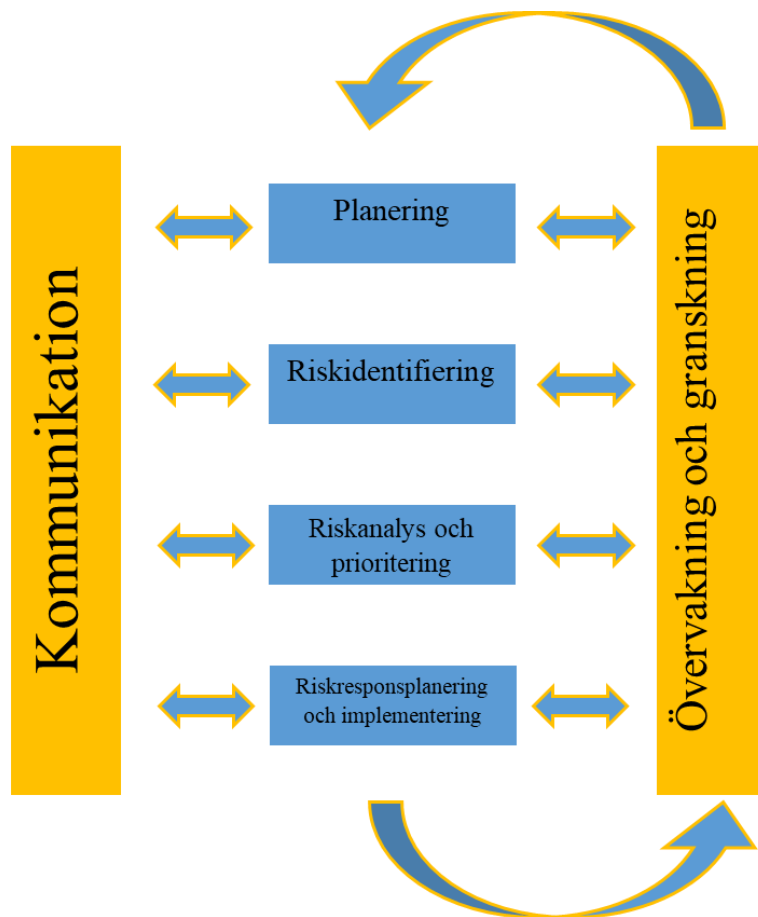 Kommunikation
Planering
Riskidentifiering
Riskanalys och
prioritering
Riskresponsplanering
och implementering
Övervakning och granskning